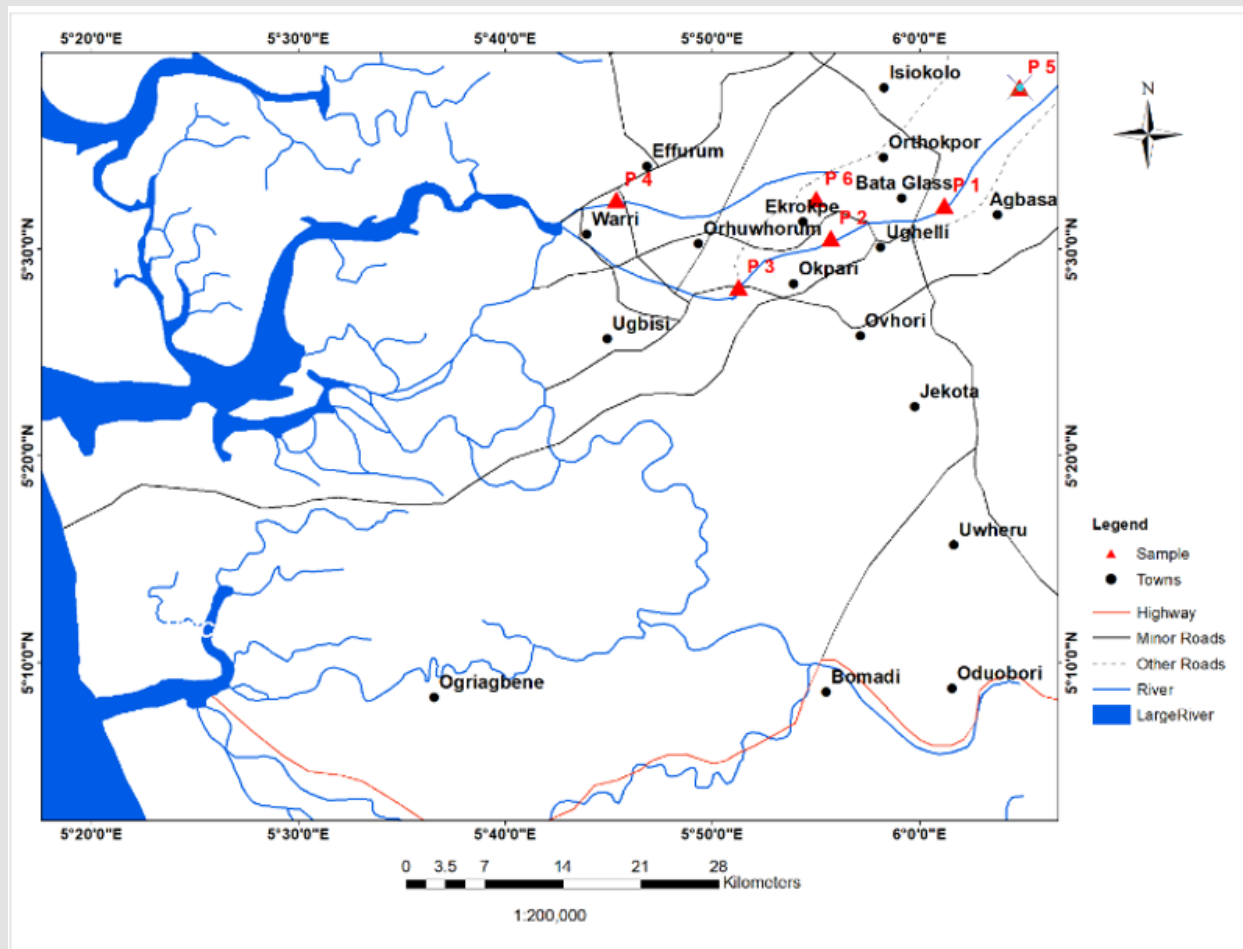 5°20'0"E 5°30'0"E 5°40'0"E 5°50'0"E 6°0'0"E
P 5
Isiokolo
N
Orthokpor
Effurum
Bata Glass
P 1
P 4
P 6
Agbasa
Ekrokpe
P 2
Warri
Orhuwhorum
Ughelli
5°30'0"N 5°30'0"N
P 3
Okpari
Ugbisi
Ovhori
Jekota
5°20'0"N 5°20'0"N
Uwheru
5°10'0"N 5°10'0"N
Ogriagbene
Bomadi
Oduobori
Legend
Sample
Towns
Highway
Minor Roads
Other Roads
River
LargeRiver
5°20'0"E 5°30'0"E 5°40'0"E 5°50'0"E 6°0'0"E
0 3.5 7 14 21 28
Kilometers
1:200,000